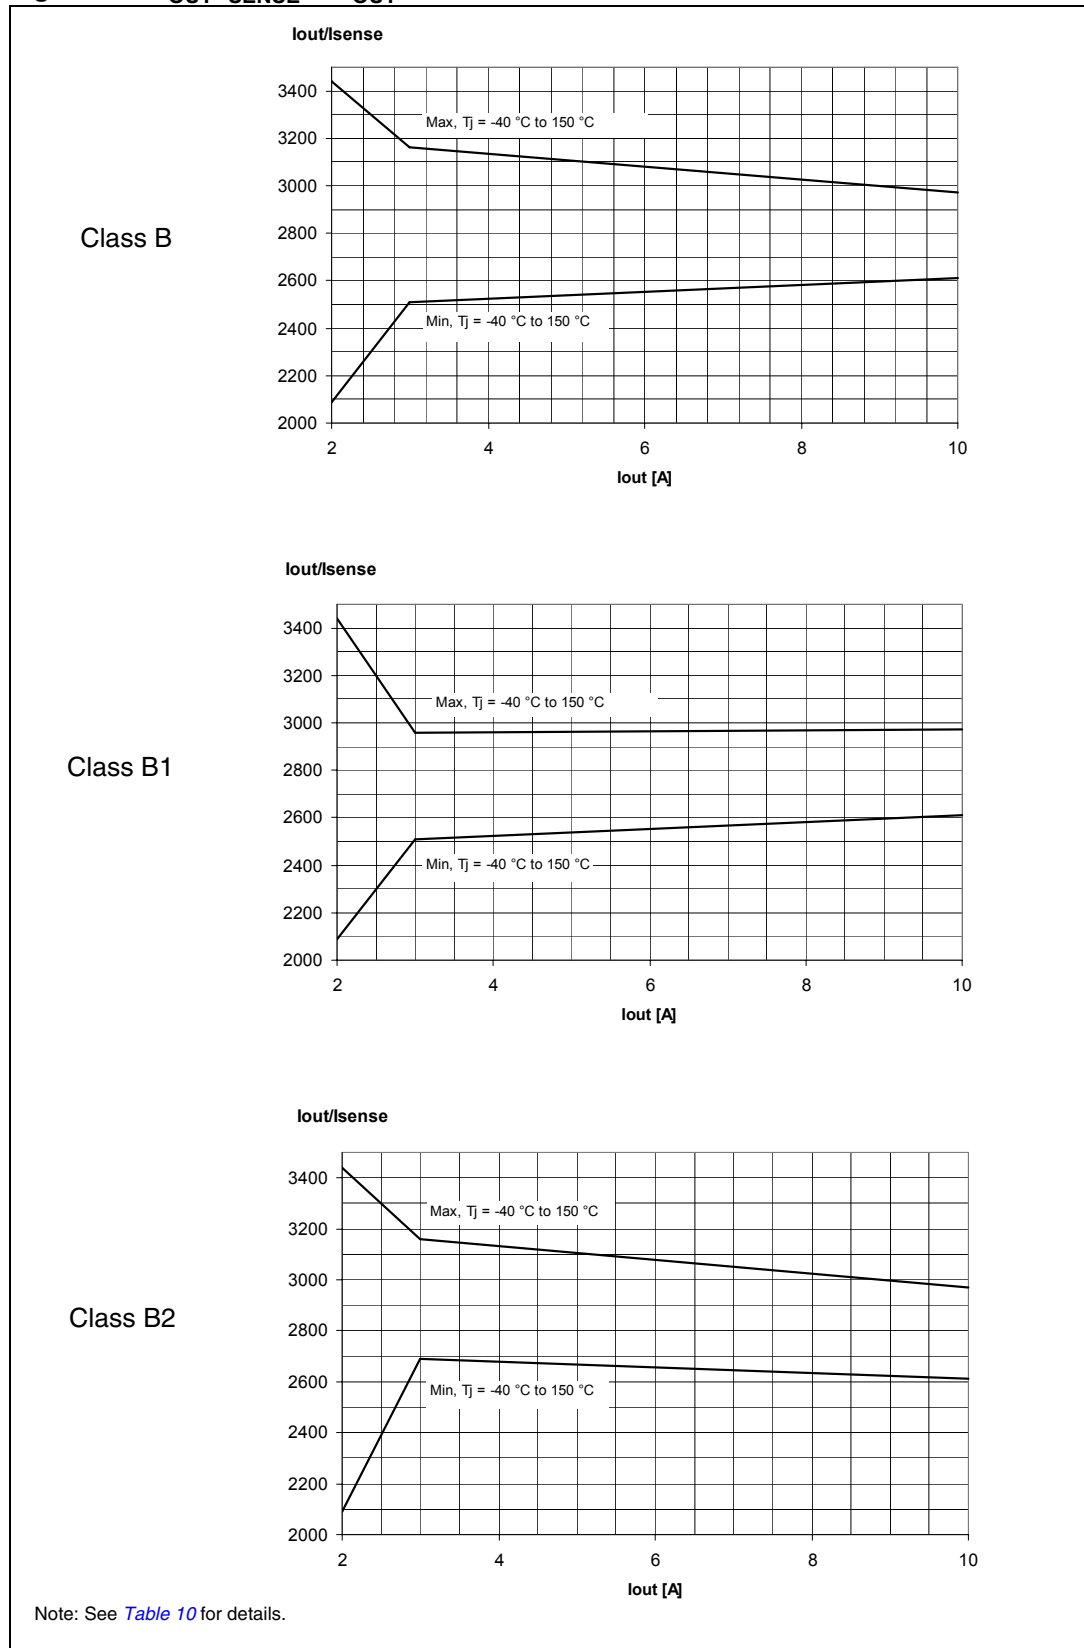 Iout/Isense
3400
3200
3000
2800
2600
2400
2200
2000
Max, Tj = -40 °C to 150 °C
Min, Tj = -40 °C to 150 °C
Class B
2 4 6 8 10
Iout [A]
Iout/Isense
3400
3200
3000
2800
2600
2400
2200
2000
Max, Tj = -40 °C to 150 °C
Min, Tj = -40 °C to 150 °C
Class B1
2 4 6 8 10
Iout [A]
Iout/Isense
3400
3200
3000
2800
2600
2400
2200
2000
Max, Tj = -40 °C to 150 °C
Min, Tj = -40 °C to 150 °C
Class B2
2 4 6 8 10
Iout [A]
Note: See Table 10 for details.